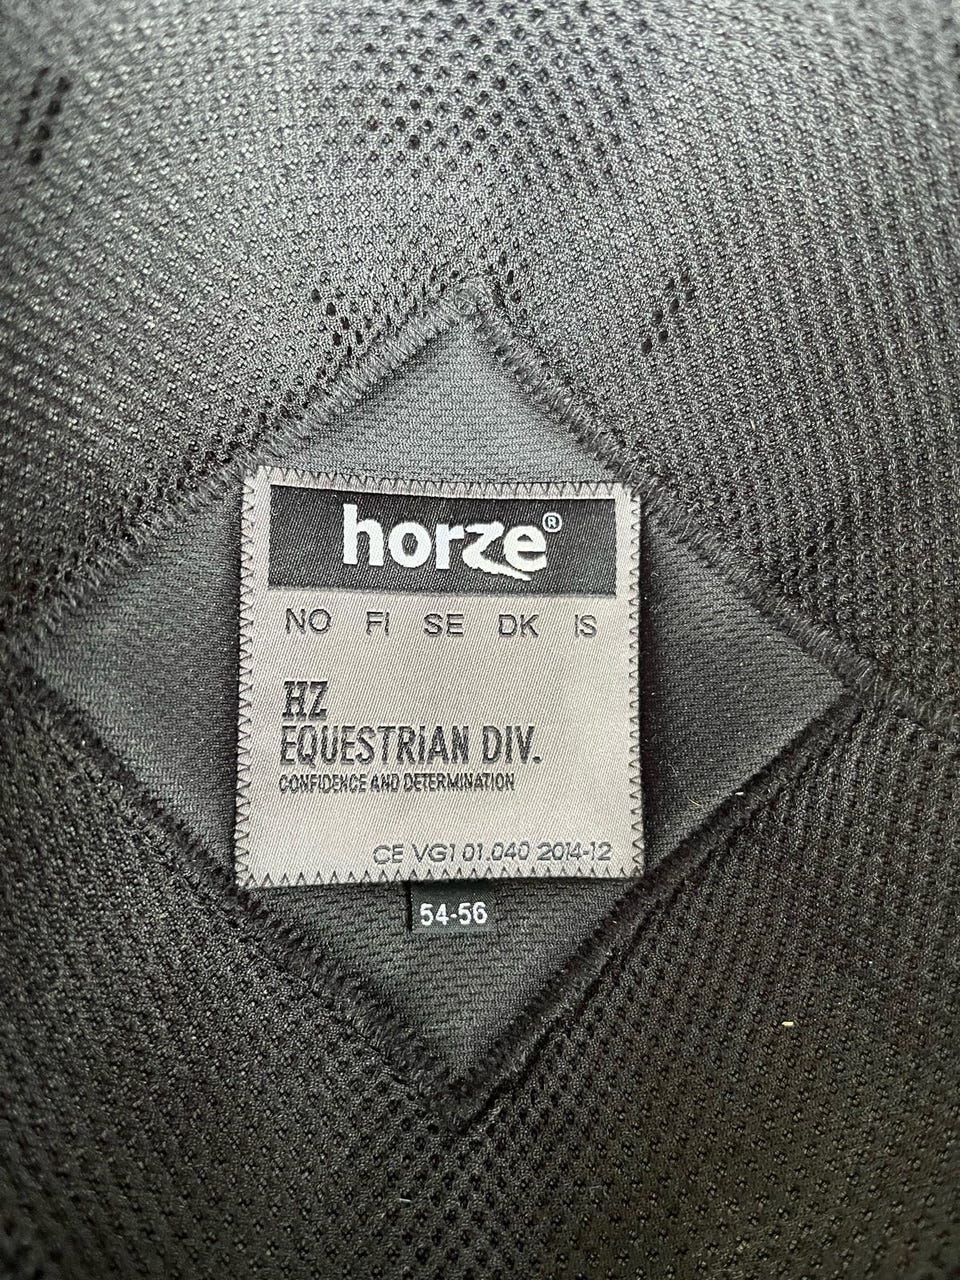 horze®
NO FI SE DK IS
HZ
EQUESTRIAN DIV.
CONFIDENCE AND DETERMINATION
CE VG1 01.040 2014-12
54-56